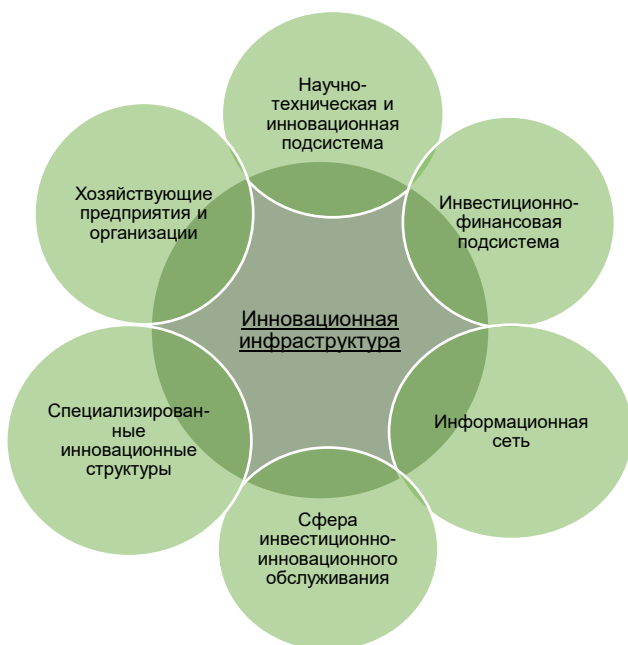 Научно-
техническая и
инновационная
подсистема
Инвестиционно-
финансовая
подсистема
Информационная
сеть
Сфера
инвестиционно-
инновационного
обслуживания
Специализирован-
ные
инновационные
структуры
Хозяйствующие
предприятия и
организации
Инновационная
инфраструктура